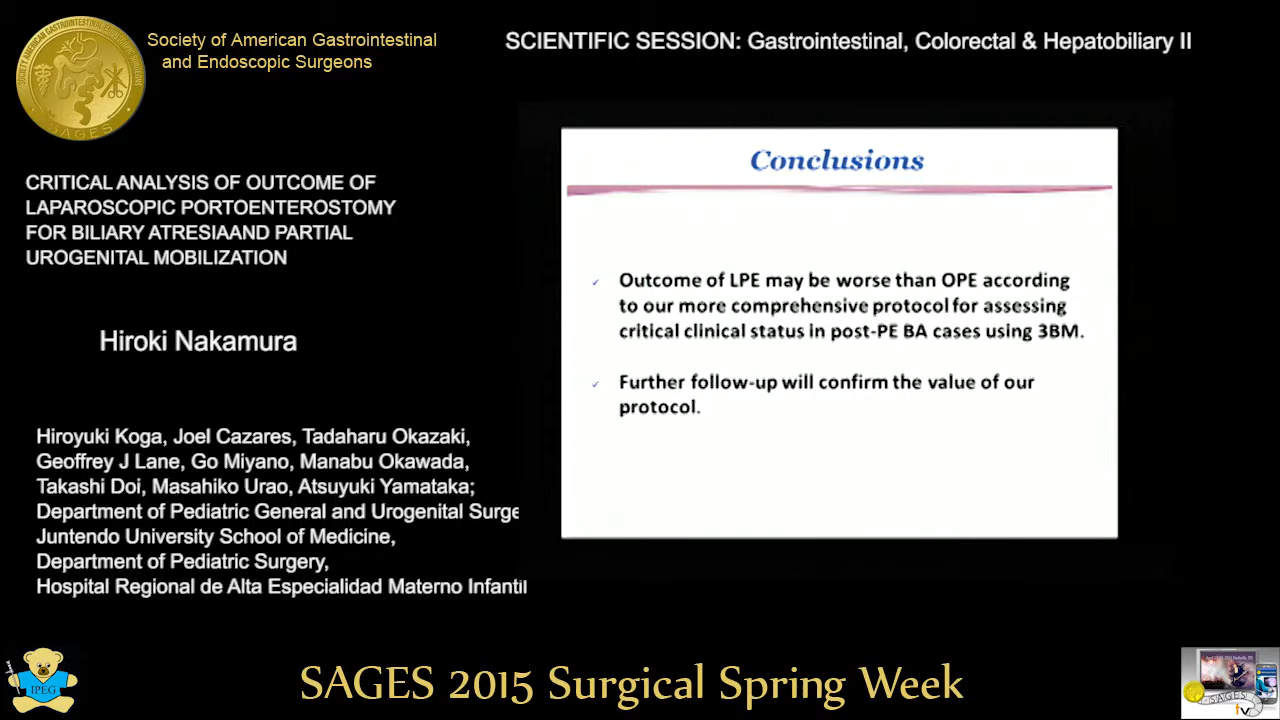 Society of American Gastrointestinal
and Endoscopic Surgeons
SCIENTIFIC SESSION: Gastrointestinal, Colorectal & Hepatobiliary II
SAGES
CRITICAL ANALYSIS OF OUTCOME OF
LAPAROSCOPIC PORTOENTEROSTOMY
FOR BILIARY ATRESIAAND PARTIAL
UROGENITAL MOBILIZATION
Hiroki Nakamura
Hiroyuki Koga, Joel Cazares, Tadaharu Okazaki,
Geoffrey J Lane, Go Miyano, Manabu Okawada,
Takashi Doi, Masahiko Urao, Atsuyuki Yamataka;
Department of Pediatric General and Urogenital Surge
Juntendo University School of Medicine,
Department of Pediatric Surgery,
Hospital Regional de Alta Especialidad Materno Infantil
Conclusions
✓ Outcome of LPE may be worse than OPE according
to our more comprehensive protocol for assessing
critical clinical status in post-PE BA cases using 3BM.
✓ Further follow-up will confirm the value of our
protocol.
IPEG
SAGES 2015 Surgical Spring Week
SAGES
tv